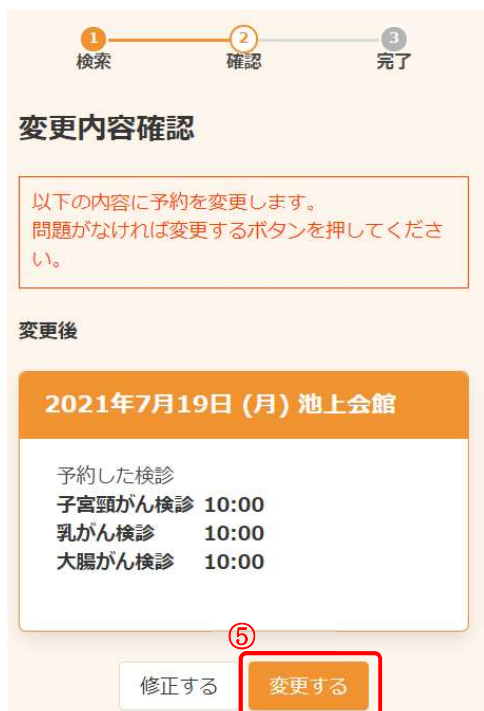 1 2 3
検索 確認 完了
変更内容確認
以下の内容に予約を変更します。
問題がなければ変更するボタンを押してくださ
い。
変更後
2021年7月19日 (月) 池上会館
予約した検診
子宮頸がん検診 10:00
乳がん検診 10:00
大腸がん検診 10:00
⑤
修正する 変更する